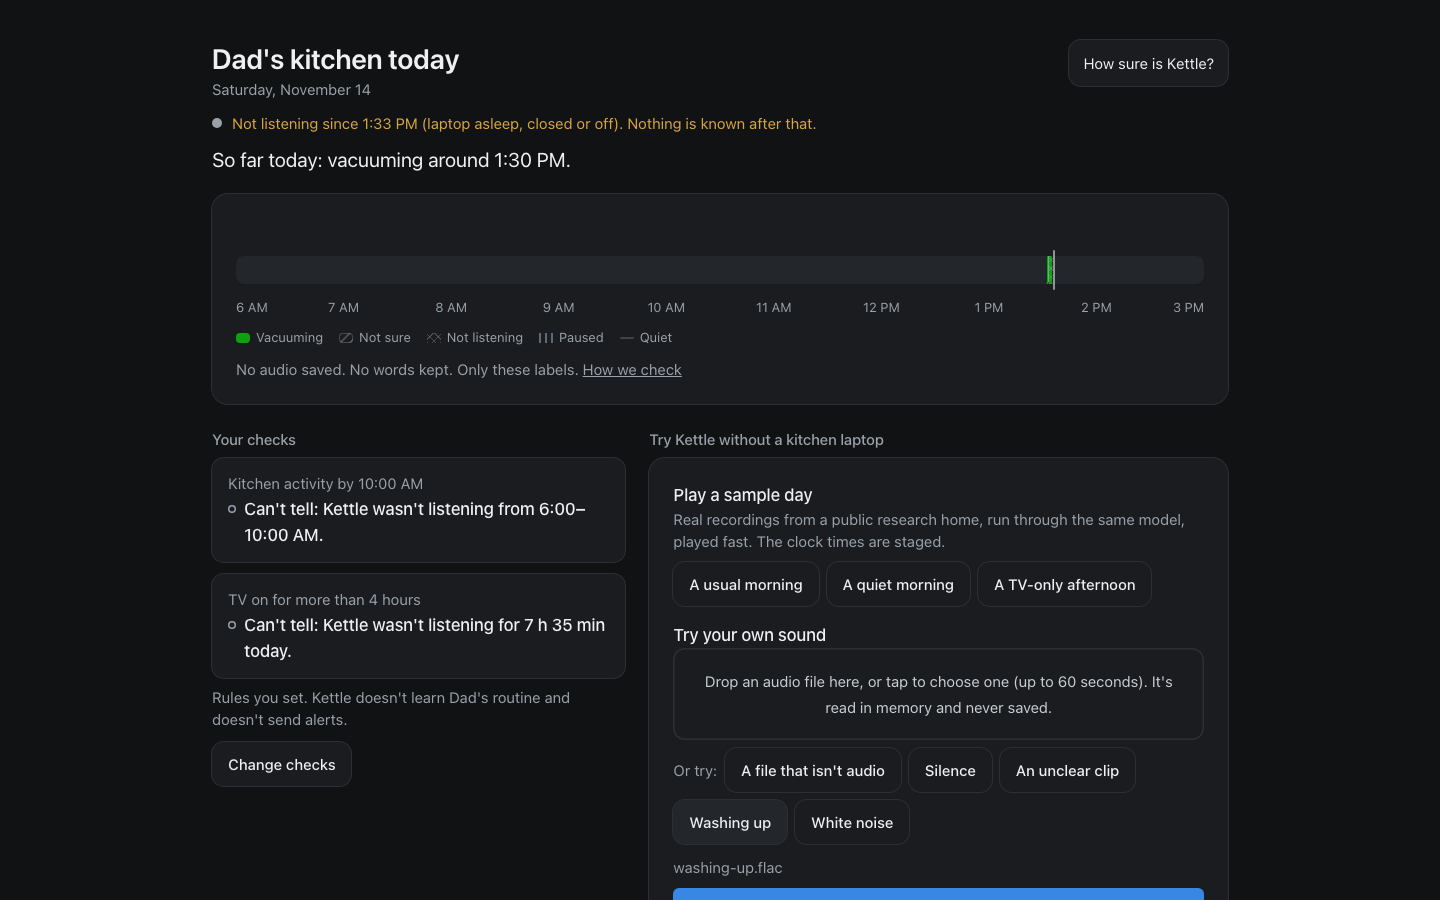 Dad's kitchen today
How sure is Kettle?
Saturday, November 14
Not listening since 1:33 PM (laptop asleep, closed or off). Nothing is known after that.
So far today: vacuuming around 1:30 PM.
6 AM 7 AM 8 AM 9 AM 10 AM 11 AM 12 PM 1 PM 2 PM 3 PM
Vacuuming Not sure Not listening Paused Quiet
No audio saved. No words kept. Only these labels. How we check
Your checks
Kitchen activity by 10:00 AM
Can't tell: Kettle wasn't listening from 6:00–
10:00 AM.
TV on for more than 4 hours
Can't tell: Kettle wasn't listening for 7 h 35 min
today.
Rules you set. Kettle doesn't learn Dad's routine and
doesn't send alerts.
Change checks
Try Kettle without a kitchen laptop
Play a sample day
Real recordings from a public research home, run through the same model,
played fast. The clock times are staged.
A usual morning A quiet morning A TV-only afternoon
Try your own sound
Drop an audio file here, or tap to choose one (up to 60 seconds). It's
read in memory and never saved.
Or try: A file that isn't audio Silence An unclear clip
Washing up White noise
washing-up.flac